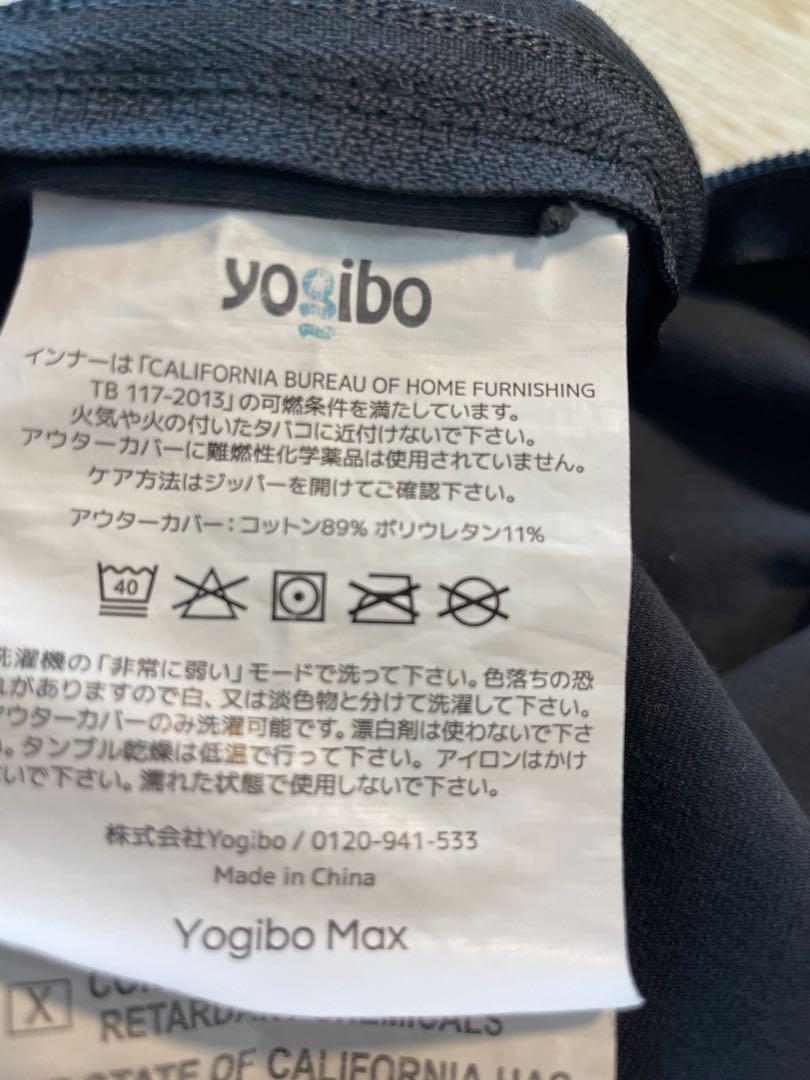 yogibo
インナーは「CALIFORNIA BUREAU OF HOME FURNISHING
TB 117-2013」の可燃条件を満たしています。
火気や火の付いたタバコに近付けないで下さい。
アウターカバーに難燃性化学薬品は使用されていません。
ケア方法はジッパーを開けてご確認下さい。
アウターカバー：コットン89% ポリウレタン11%
40
洗濯機の「非常に弱い」モードで洗って下さい。色落ちの恐
れがありますので白、又は淡色物と分けて洗濯して下さい。
アウターカバーのみ洗濯可能です。漂白剤は使わないで下さ
い。タンブル乾燥は低温で行って下さい。アイロンはかけ
ないで下さい。濡れた状態で使用しないで下さい。
株式会社Yogibo / 0120-941-533
Made in China
Yogibo Max
X
RETARDANT CHEMICALS
STATE OF CALIFORNIA HAS